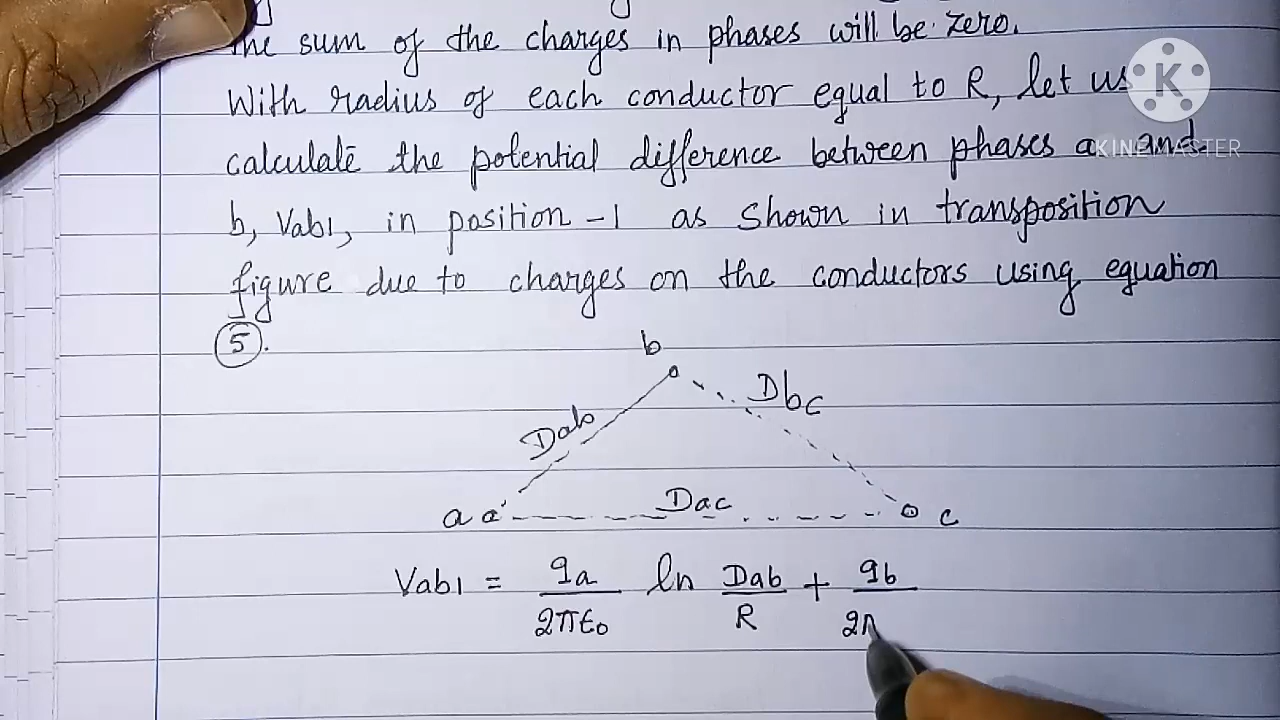 the sum of the charges in phases will be zero.
With radius of each conductor equal to R, let us
calculate the potential difference between phases a and
b, Vab1, in position -1 as shown in transposition
figure due to charges on the conductors using equation
5.
b
Dab
Dbc
a
Dac
c
Vab1 = qa/2πε0 ln Dab/R + qb/2π
K
KINEMASTER